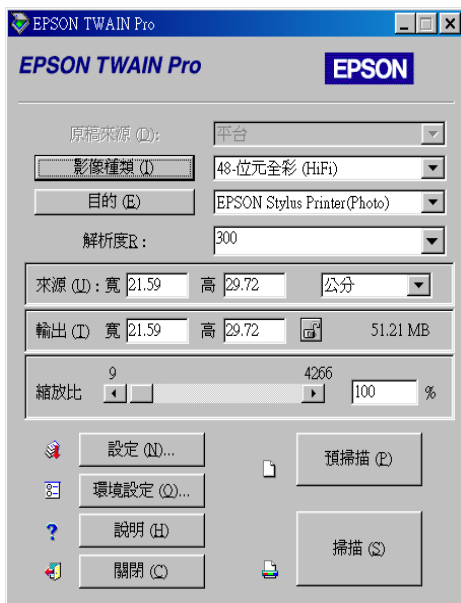 EPSON TWAIN Pro
EPSON TWAIN Pro EPSON
原稿來源 (D): 平台
影像種類 (I) 48-位元全彩 (HiFi)
目的 (E) EPSON Stylus Printer(Photo)
解析度R : 300
來源 (U) : 寬 21.59 高 29.72 公分
輸出 (T) 寬 21.59 高 29.72 51.21 MB
9 4266
縮放比 100 %
設定 (N)...
預掃描 (P)
環境設定 (O)...
說明 (H)
掃描 (S)
關閉 (C)